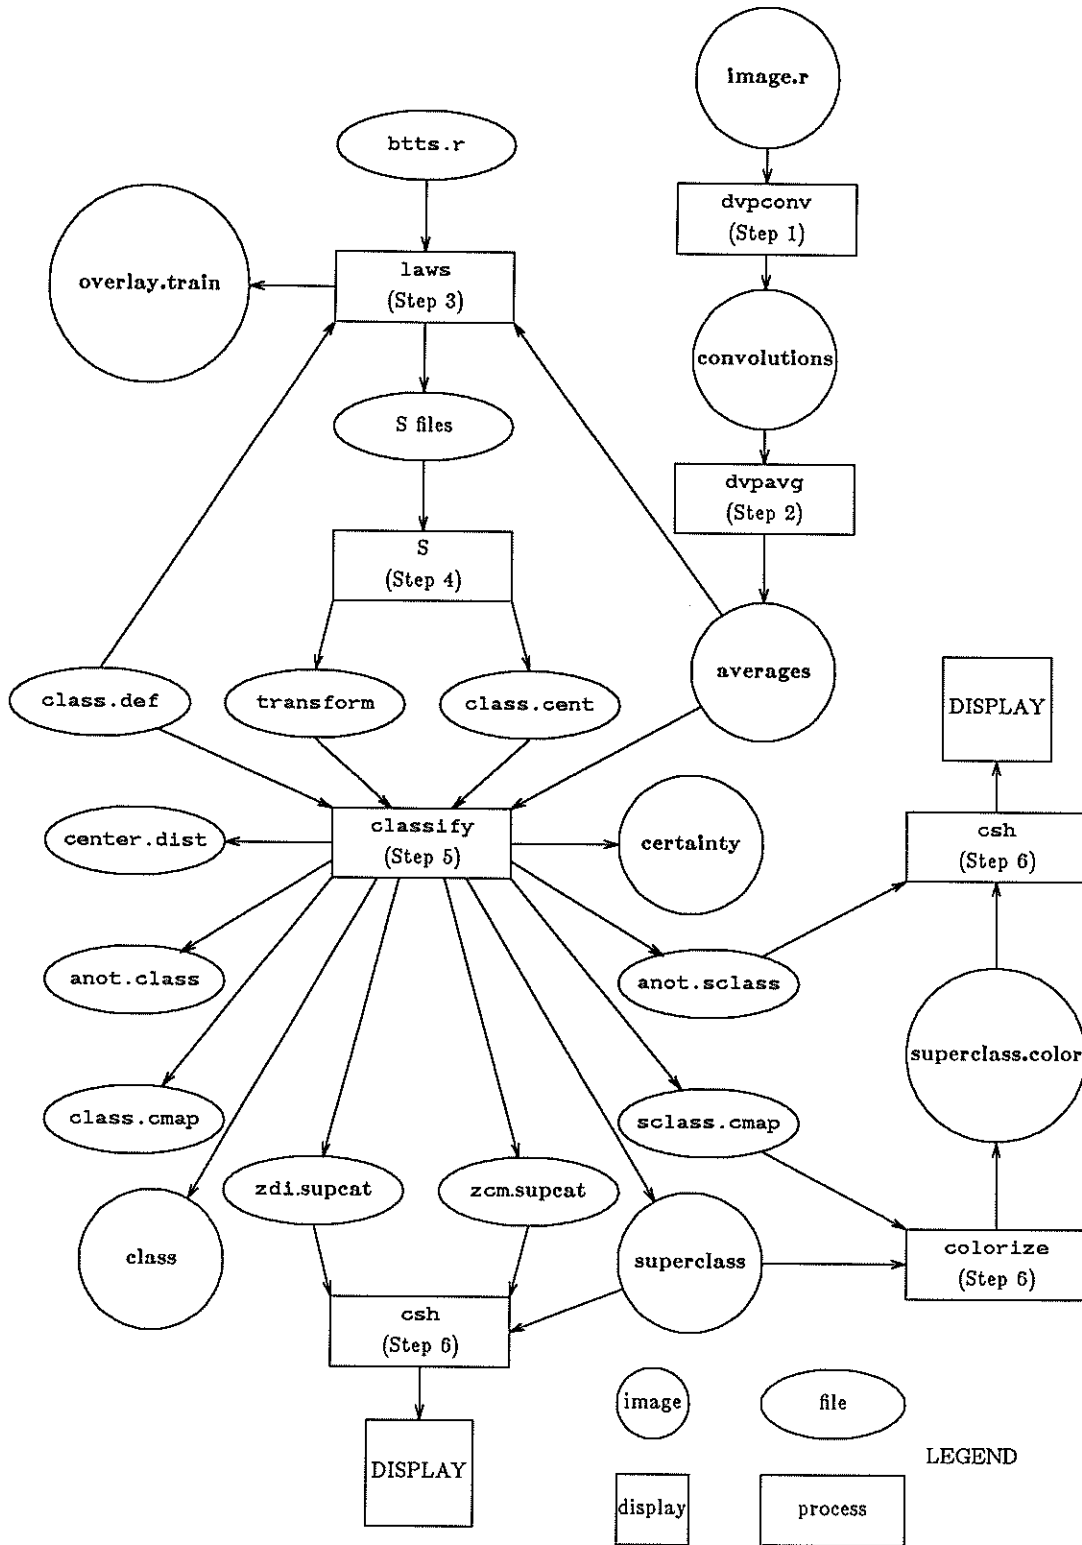 image.r
btts.r
dvpconv
(Step 1)
overlay.train
laws
(Step 3)
convolutions
S files
dvpavg
(Step 2)
S
(Step 4)
class.def
transform
class.cent
averages
DISPLAY
center.dist
classify
(Step 5)
certainty
csh
(Step 6)
anot.class
anot.sclass
superclass.color
class.cmap
sclass.cmap
zdi.supcat
zcm.supcat
class
superclass
colorize
(Step 6)
csh
(Step 6)
image
file
LEGEND
DISPLAY
display
process